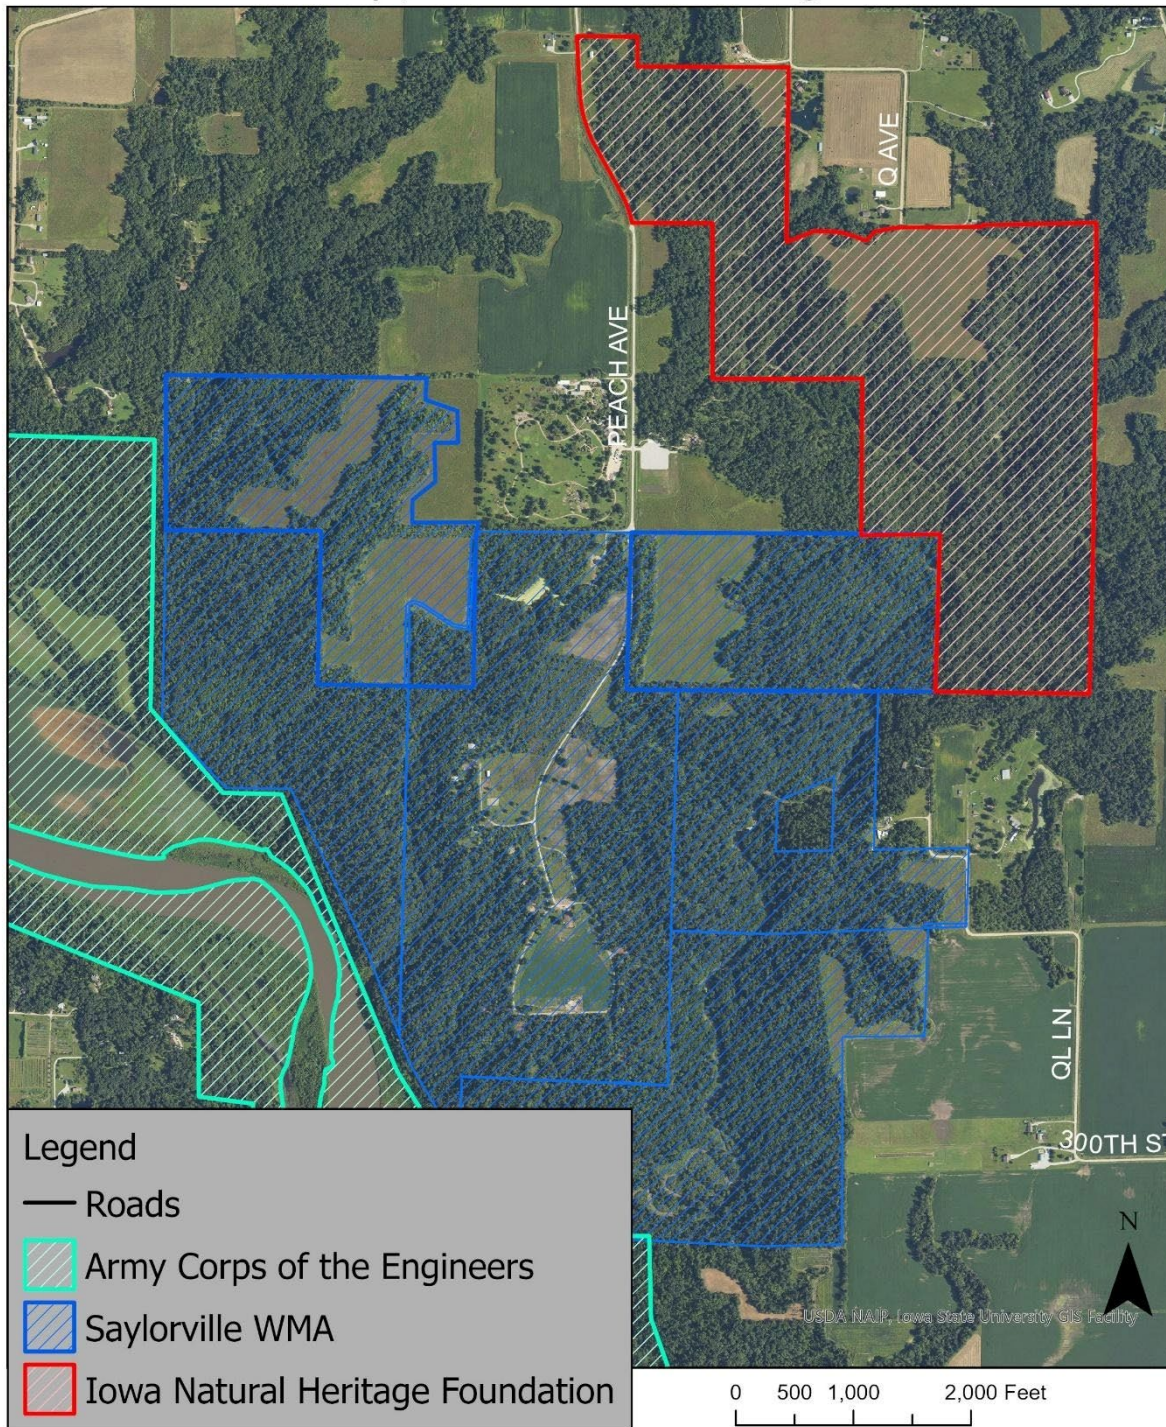 Q AVE
PEACH AVE
QL LN
300TH ST
N
USDA NAIP, Iowa State University GIS Facility
Legend
Roads
Army Corps of the Engineers
Saylorville WMA
Iowa Natural Heritage Foundation
0 500 1,000 2,000 Feet